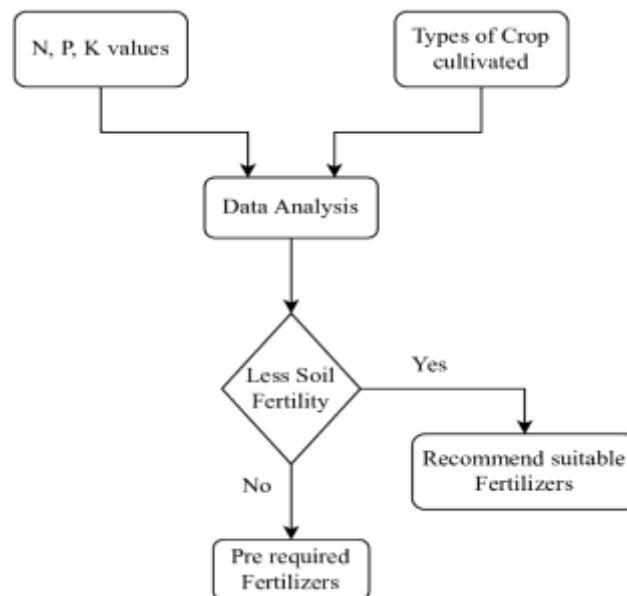 N, P, K values
Types of Crop
cultivated
Data Analysis
Less Soil
Fertility
Yes
Recommend suitable
Fertilizers
No
Pre required
Fertilizers